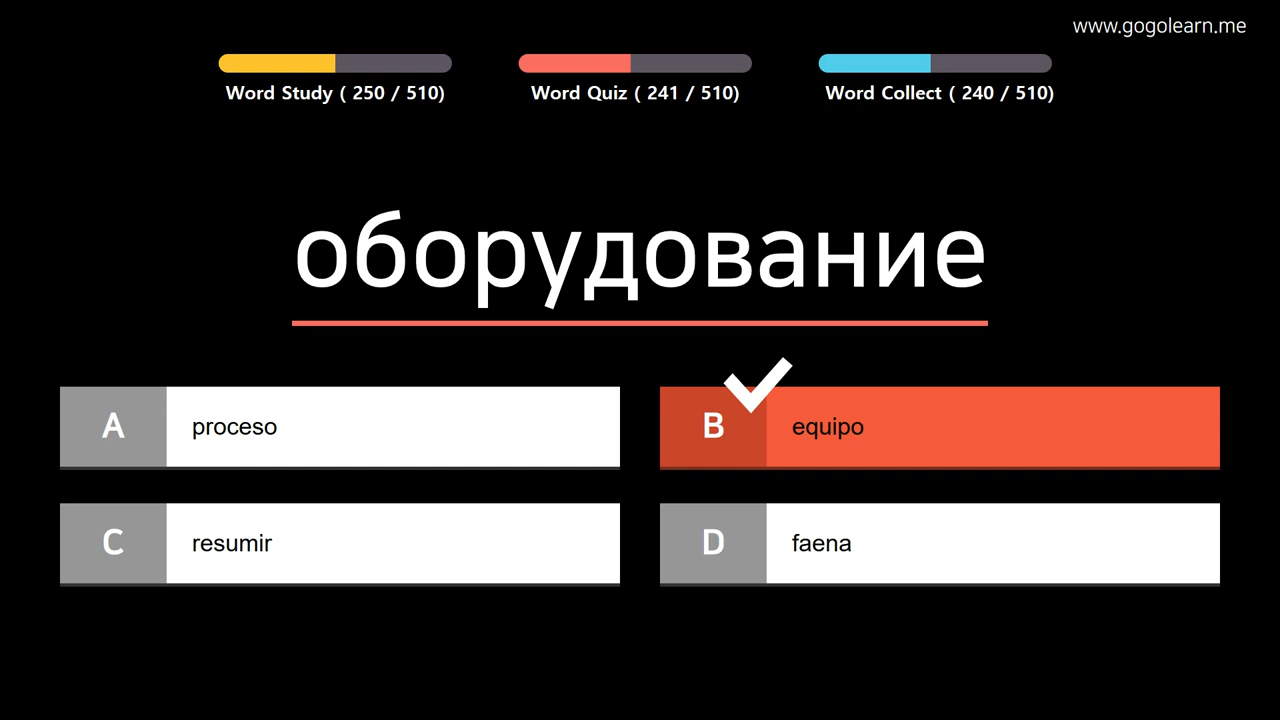 www.gogolearn.me
Word Study ( 250 / 510)
Word Quiz ( 241 / 510)
Word Collect ( 240 / 510)
оборудование
A proceso
B equipo
C resumir
D faena